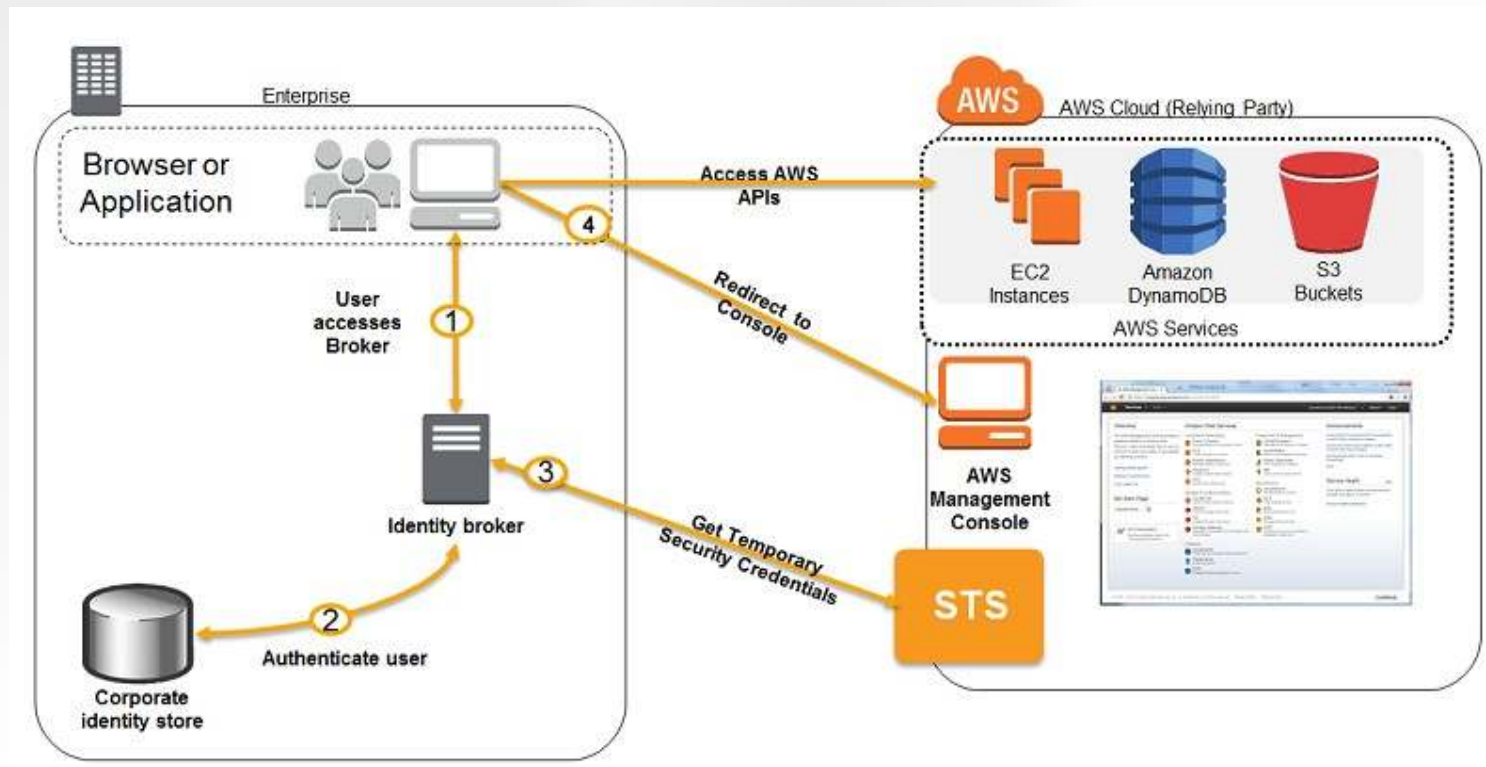 Enterprise
Browser or
Application
User
accesses
Broker
1
Identity broker
2
Authenticate user
Corporate
identity store
3
Get Temporary
Security Credentials
4
Access AWS
APIs
Redirect to
Console
AWS
AWS Cloud (Relying Party)
EC2
Instances
Amazon
DynamoDB
S3
Buckets
AWS Services
AWS
Management
Console
STS